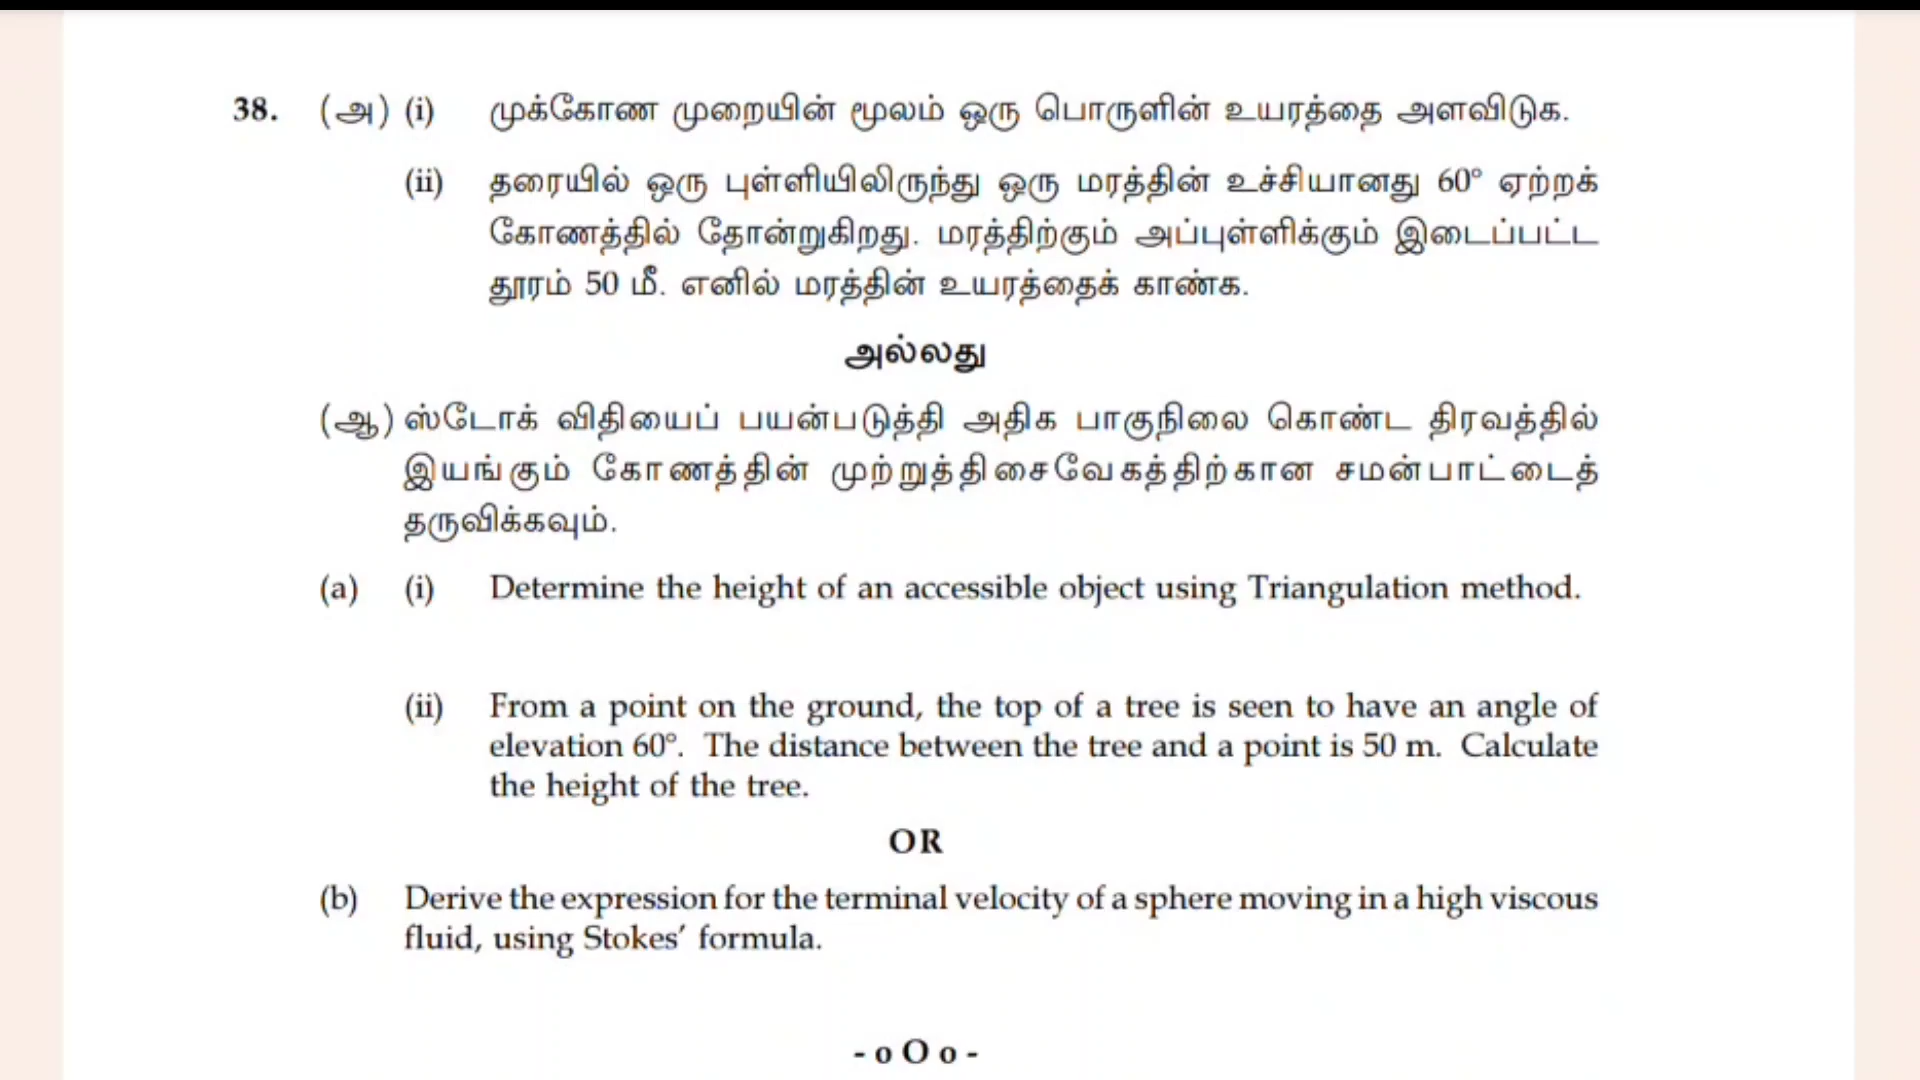 38. (அ) (i) முக்கோண முறையின் மூலம் ஒரு பொருளின் உயரத்தை அளவிடுக.
(ii) தரையில் ஒரு புள்ளியிலிருந்து ஒரு மரத்தின் உச்சியானது 60° ஏற்றக்
கோணத்தில் தோன்றுகிறது. மரத்திற்கும் அப்புள்ளிக்கும் இடைப்பட்ட
தூரம் 50 மீ. எனில் மரத்தின் உயரத்தைக் காண்க.
அல்லது
(ஆ) ஸ்டோக் விதியைப் பயன்படுத்தி அதிக பாகுநிலை கொண்ட திரவத்தில்
இயங்கும் கோணத்தின் முற்றுத்திசைவேகத்திற்கான சமன்பாட்டைத்
தருவிக்கவும்.
(a) (i) Determine the height of an accessible object using Triangulation method.
(ii) From a point on the ground, the top of a tree is seen to have an angle of
elevation 60°. The distance between the tree and a point is 50 m. Calculate
the height of the tree.
OR
(b) Derive the expression for the terminal velocity of a sphere moving in a high viscous
fluid, using Stokes' formula.
- o O o -